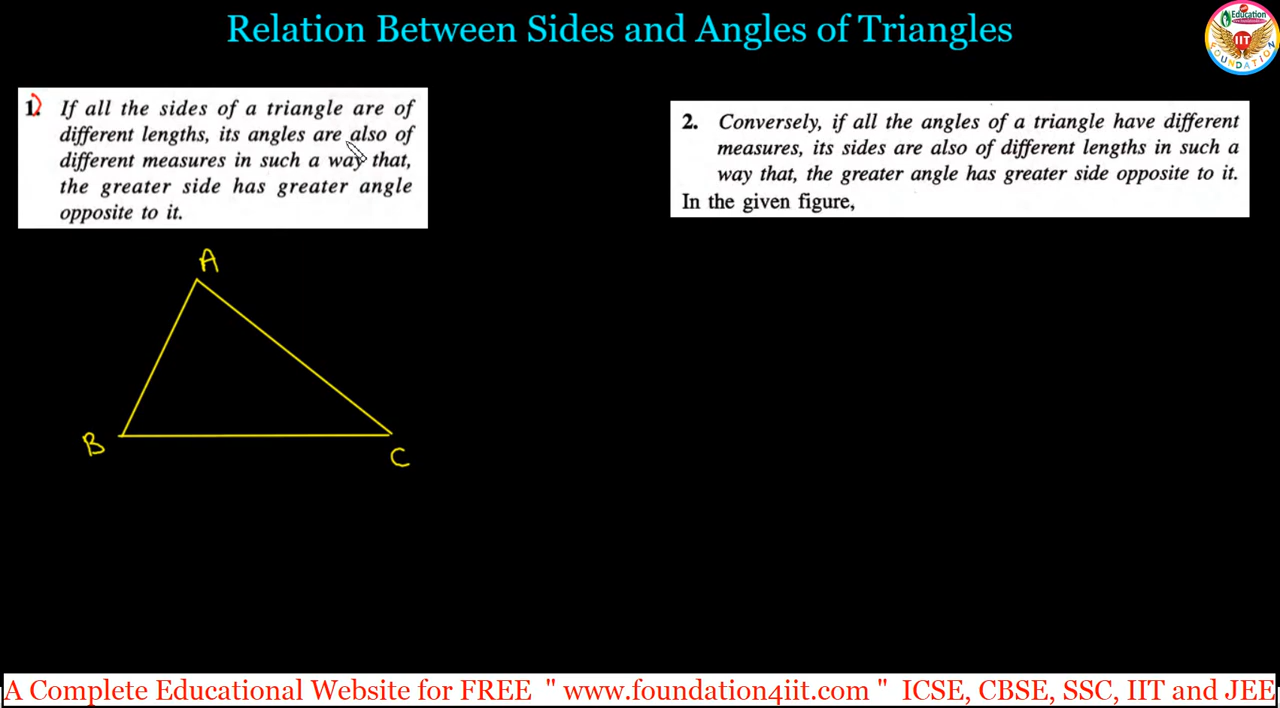 Relation Between Sides and Angles of Triangles
Education
IIT
FOUNDATION
1. If all the sides of a triangle are of
different lengths, its angles are also of
different measures in such a way that,
the greater side has greater angle
opposite to it.
2. Conversely, if all the angles of a triangle have different
measures, its sides are also of different lengths in such a
way that, the greater angle has greater side opposite to it.
In the given figure,
A
B
C
A Complete Educational Website for FREE " www.foundation4iit.com " ICSE, CBSE, SSC, IIT and JEE